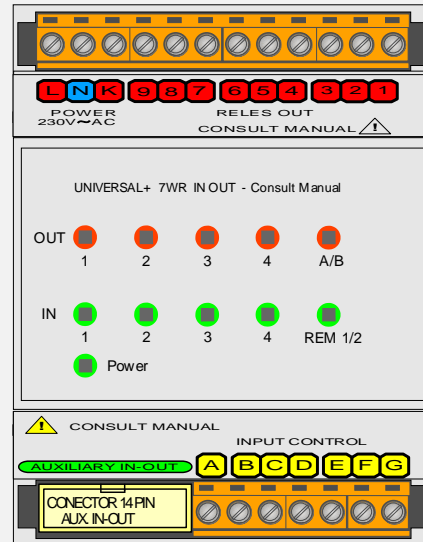 L N K 9 8 7 6 5 4 3 2 1
POWER RELES OUT
230V~AC
CONSULT MANUAL
UNIVERSAL+ 7WR IN OUT - Consult Manual
OUT
1 2 3 4 A/B
IN
1 2 3 4 REM 1/2
Power
CONSULT MANUAL
INPUT CONTROL
AUXILIARY IN-OUT A B C D E F G
CONECTOR 14 PIN
AUX. IN-OUT